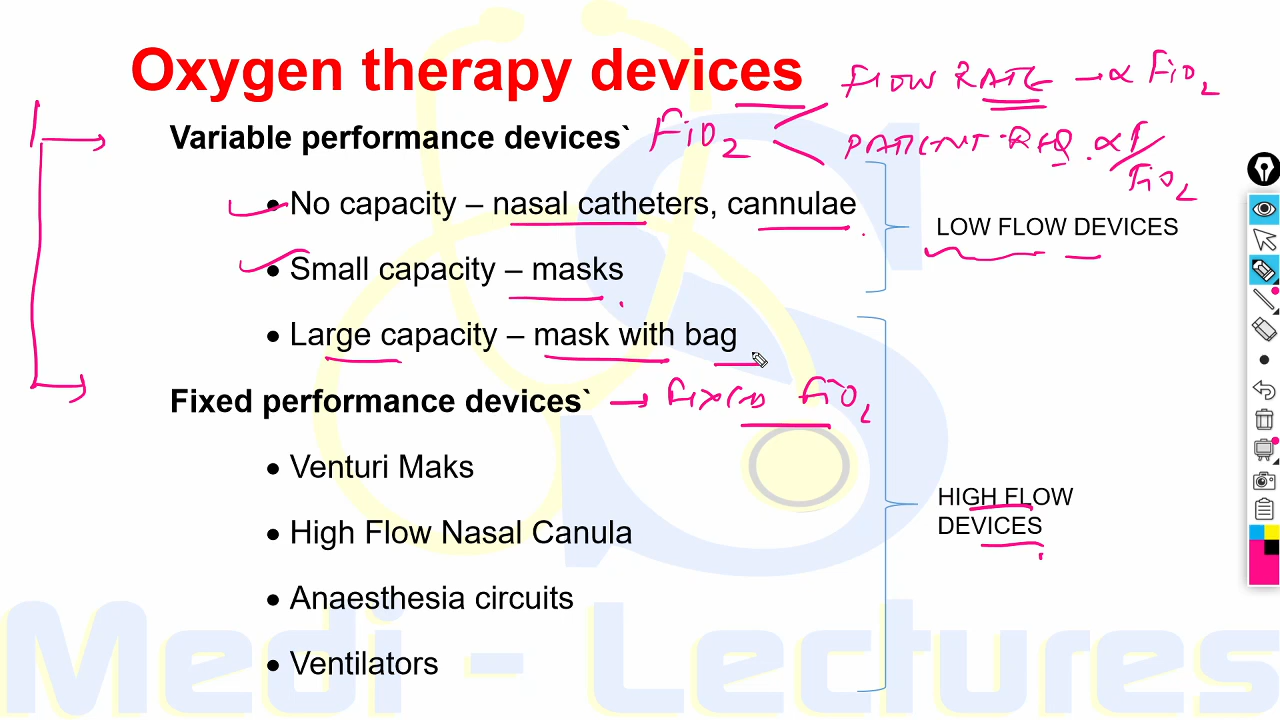 Oxygen therapy devices
FLOW RATE → ∝ FiO2
Variable performance devices`
FiO2
PATIENT REQ. ∝ 1/FiO2
No capacity – nasal catheters, cannulae
LOW FLOW DEVICES
Small capacity – masks
Large capacity – mask with bag
Fixed performance devices`
→ FIXED FiO2
Venturi Maks
HIGH FLOW
DEVICES
High Flow Nasal Canula
Anaesthesia circuits
Ventilators
Medi - Lectures